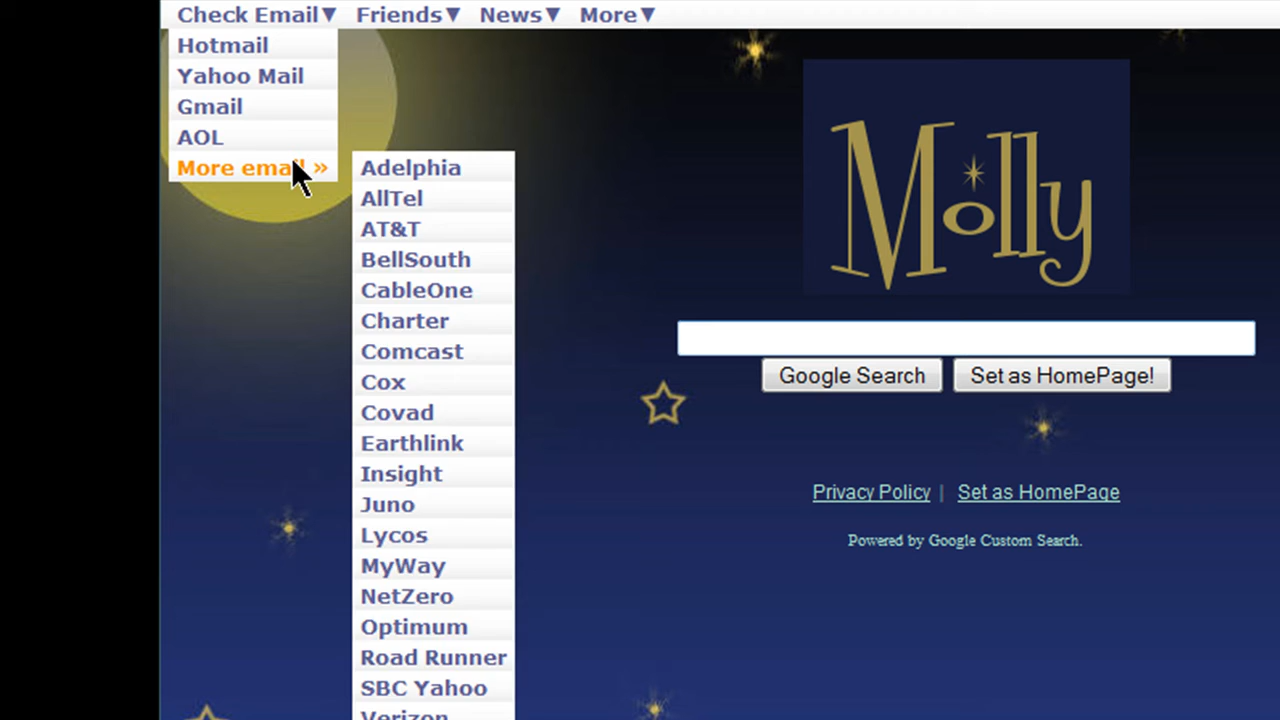 Check Email▼ Friends▼ News▼ More▼
Hotmail
Yahoo Mail
Gmail
AOL
More email »
Adelphia
AllTel
AT&T
BellSouth
CableOne
Charter
Comcast
Cox
Covad
Earthlink
Insight
Juno
Lycos
MyWay
NetZero
Optimum
Road Runner
SBC Yahoo
Verizon
Molly
Google Search Set as HomePage!
Privacy Policy | Set as HomePage
Powered by Google Custom Search.